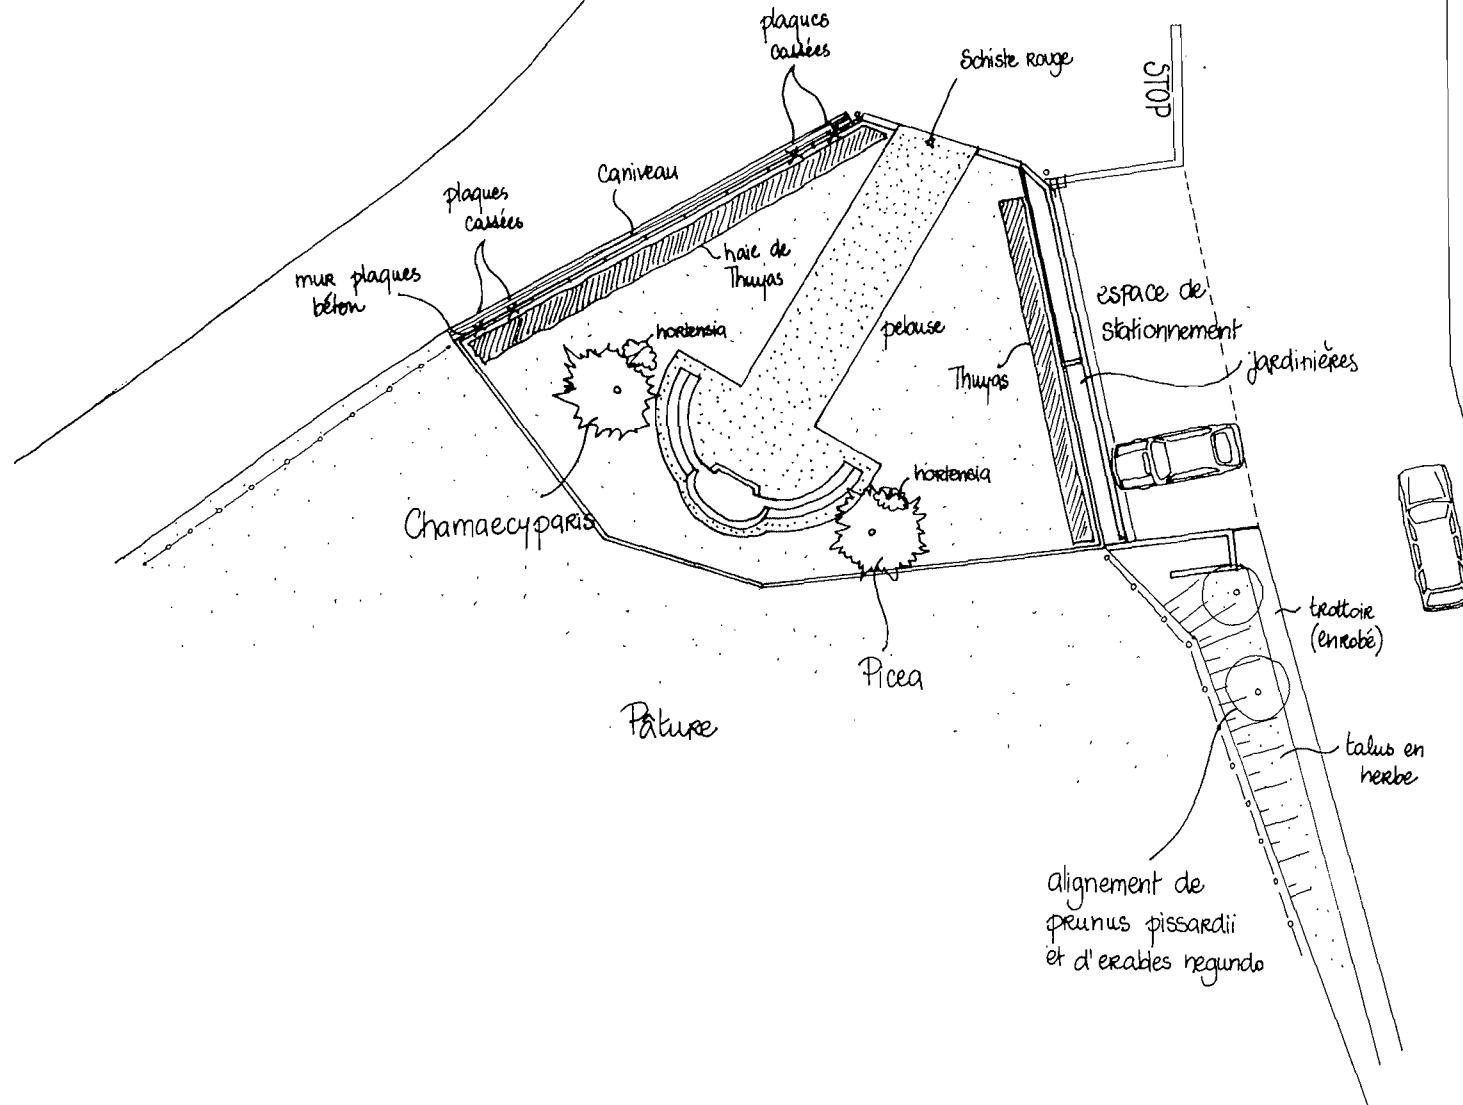 plaques
cassées
Schiste rouge
STOP
caniveau
plaques
cassées
mur plaques
béton
haie de
Thuyas
hortensia
pelouse
espace de
stationnement
jardinières
Thuyas
hortensia
Chamaecyparis
Picea
trottoir
(enrobé)
Pâture
talus en
herbe
alignement de
prunus pissardii
et d'erables negundo